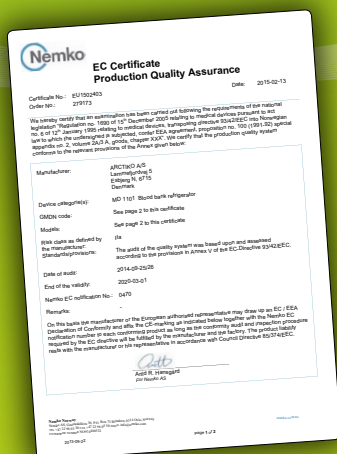 Nemko
EC Certificate
Production Quality Assurance
Certificate No.: EU1502403
Order No.: 279173
Date: 2015-02-13
We hereby certify that an examination has been carried out following the requirements of the national
legislation "Regulation no. 1690 of 15th December 2005 relating to medical devices pursuant to act
no. 6 of 12th January 1995 relating to medical devices, transposing directive 93/42/EEC into Norwegian
law to which the undersigned is subjected, confer EEA agreement, proposition no. 100 (1991-92) special
appendix no. 2, volume 2A/3 A, goods, chapter XXX". We certify that the production quality system
conforms to the relevant provisions of the Annex given below:
Manufacturer: ARCTIKO A/S
Lammefjordvej 5
Esbjerg N, 6715
Denmark
Device categorie(s): MD 1101 Blood bank refrigerator
GMDN code: See page 2 to this certificate
Models: See page 2 to this certificate
Risk class as defined by
the manufacturer: IIa
Standards/provisions: The audit of the quality system was based upon and assessed
according to the provisions in Annex V of the EC-Directive 93/42/EEC.
Date of audit: 2014-09-25/26
End of the validity: 2020-03-01
Nemko EC notification No.: 0470
Remarks: -
On this basis the manufacturer of the European authorised representative may draw up an EC / EEA
Declaration of Conformity and affix the CE-marking as indicated below together with the Nemko EC
notification number to each conforming product as long as the conformity audit and inspection procedure
required by the EC directive will be fulfilled by the manufacturer and the factory. The product liability
rests with the manufacturer or his representative in accordance with Council Directive 85/374/EEC.
Arild R. Hansgård
for Nemko AS
page 1 of 2